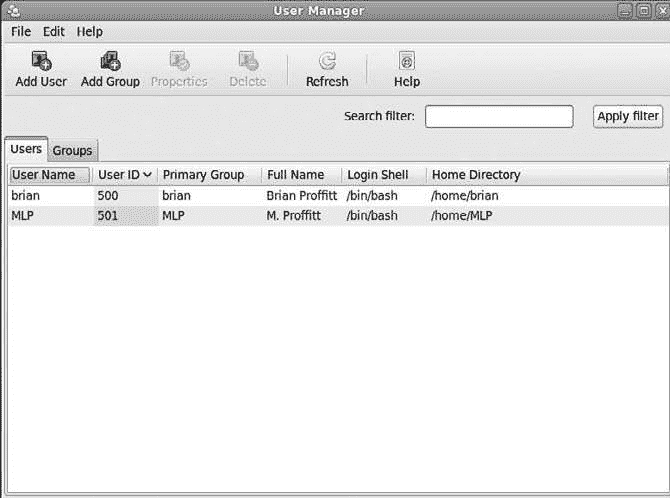 User Manager
File Edit Help
Add User Add Group Properties Delete Refresh Help
Search filter: Apply filter
Users Groups
User Name User ID Primary Group Full Name Login Shell Home Directory
brian 500 brian Brian Proffitt /bin/bash /home/brian
MLP 501 MLP M. Proffitt /bin/bash /home/MLP